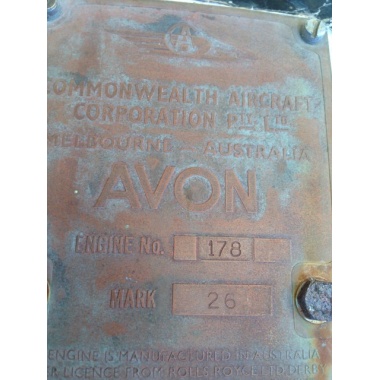 CA
COMMONWEALTH AIRCRAFT
CORPORATION PTY. LTD
MELBOURNE - AUSTRALIA
AVON
ENGINE No. 178
MARK 26
ENGINE IS MANUFACTURED IN AUSTRALIA
LICENCE FROM ROLLS ROYCE LTD DERBY